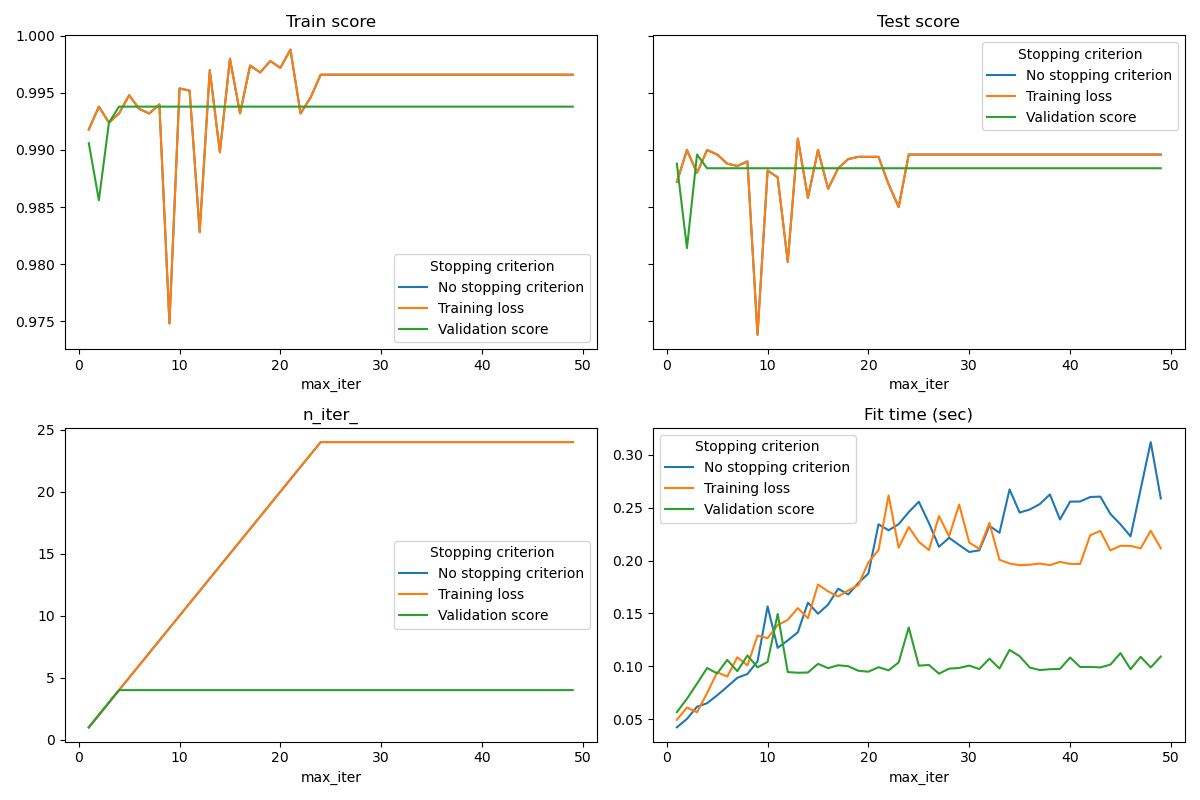 Train score
1.000
0.995
0.990
0.985
0.980
0.975
Stopping criterion
No stopping criterion
Training loss
Validation score
0 10 20 30 40 50
max_iter
Test score
Stopping criterion
No stopping criterion
Training loss
Validation score
0 10 20 30 40 50
max_iter
n_iter_
25
20
15
10
5
0
Stopping criterion
No stopping criterion
Training loss
Validation score
0 10 20 30 40 50
max_iter
Fit time (sec)
Stopping criterion
No stopping criterion
Training loss
Validation score
0.30
0.25
0.20
0.15
0.10
0.05
0 10 20 30 40 50
max_iter